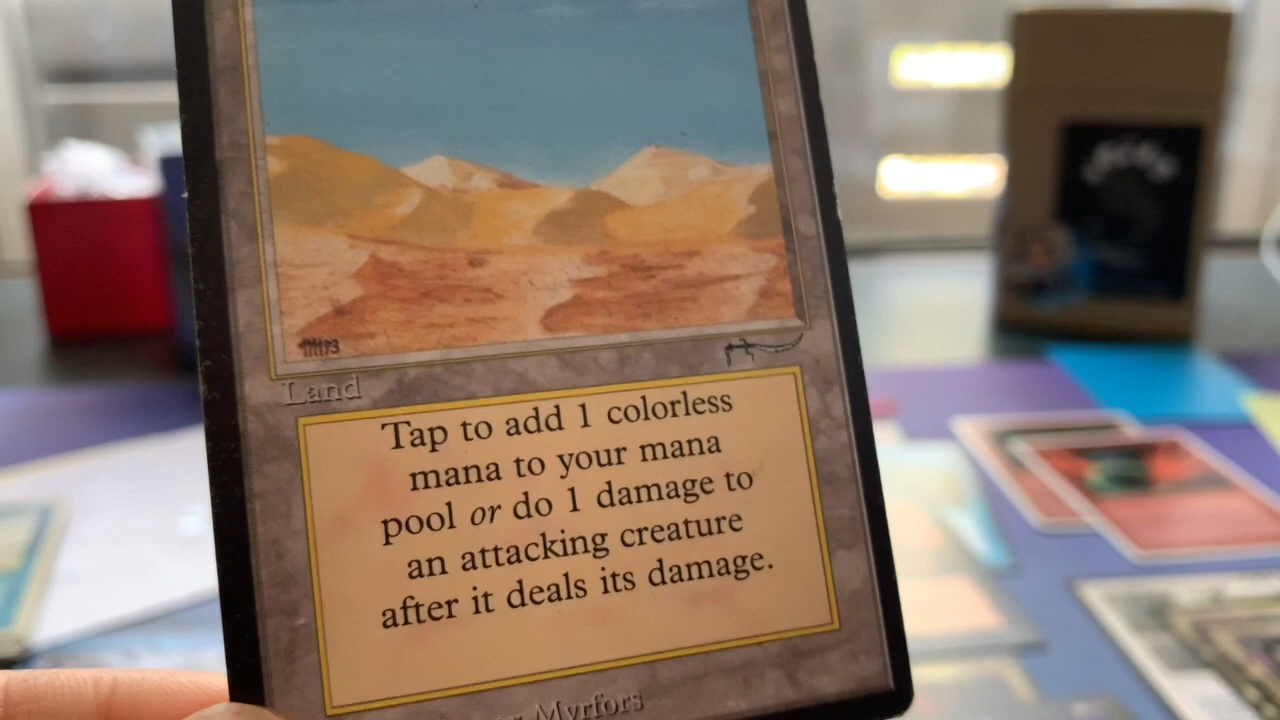 Land
Tap to add 1 colorless
mana to your mana
pool or do 1 damage to
an attacking creature
after it deals its damage.
Myrfors